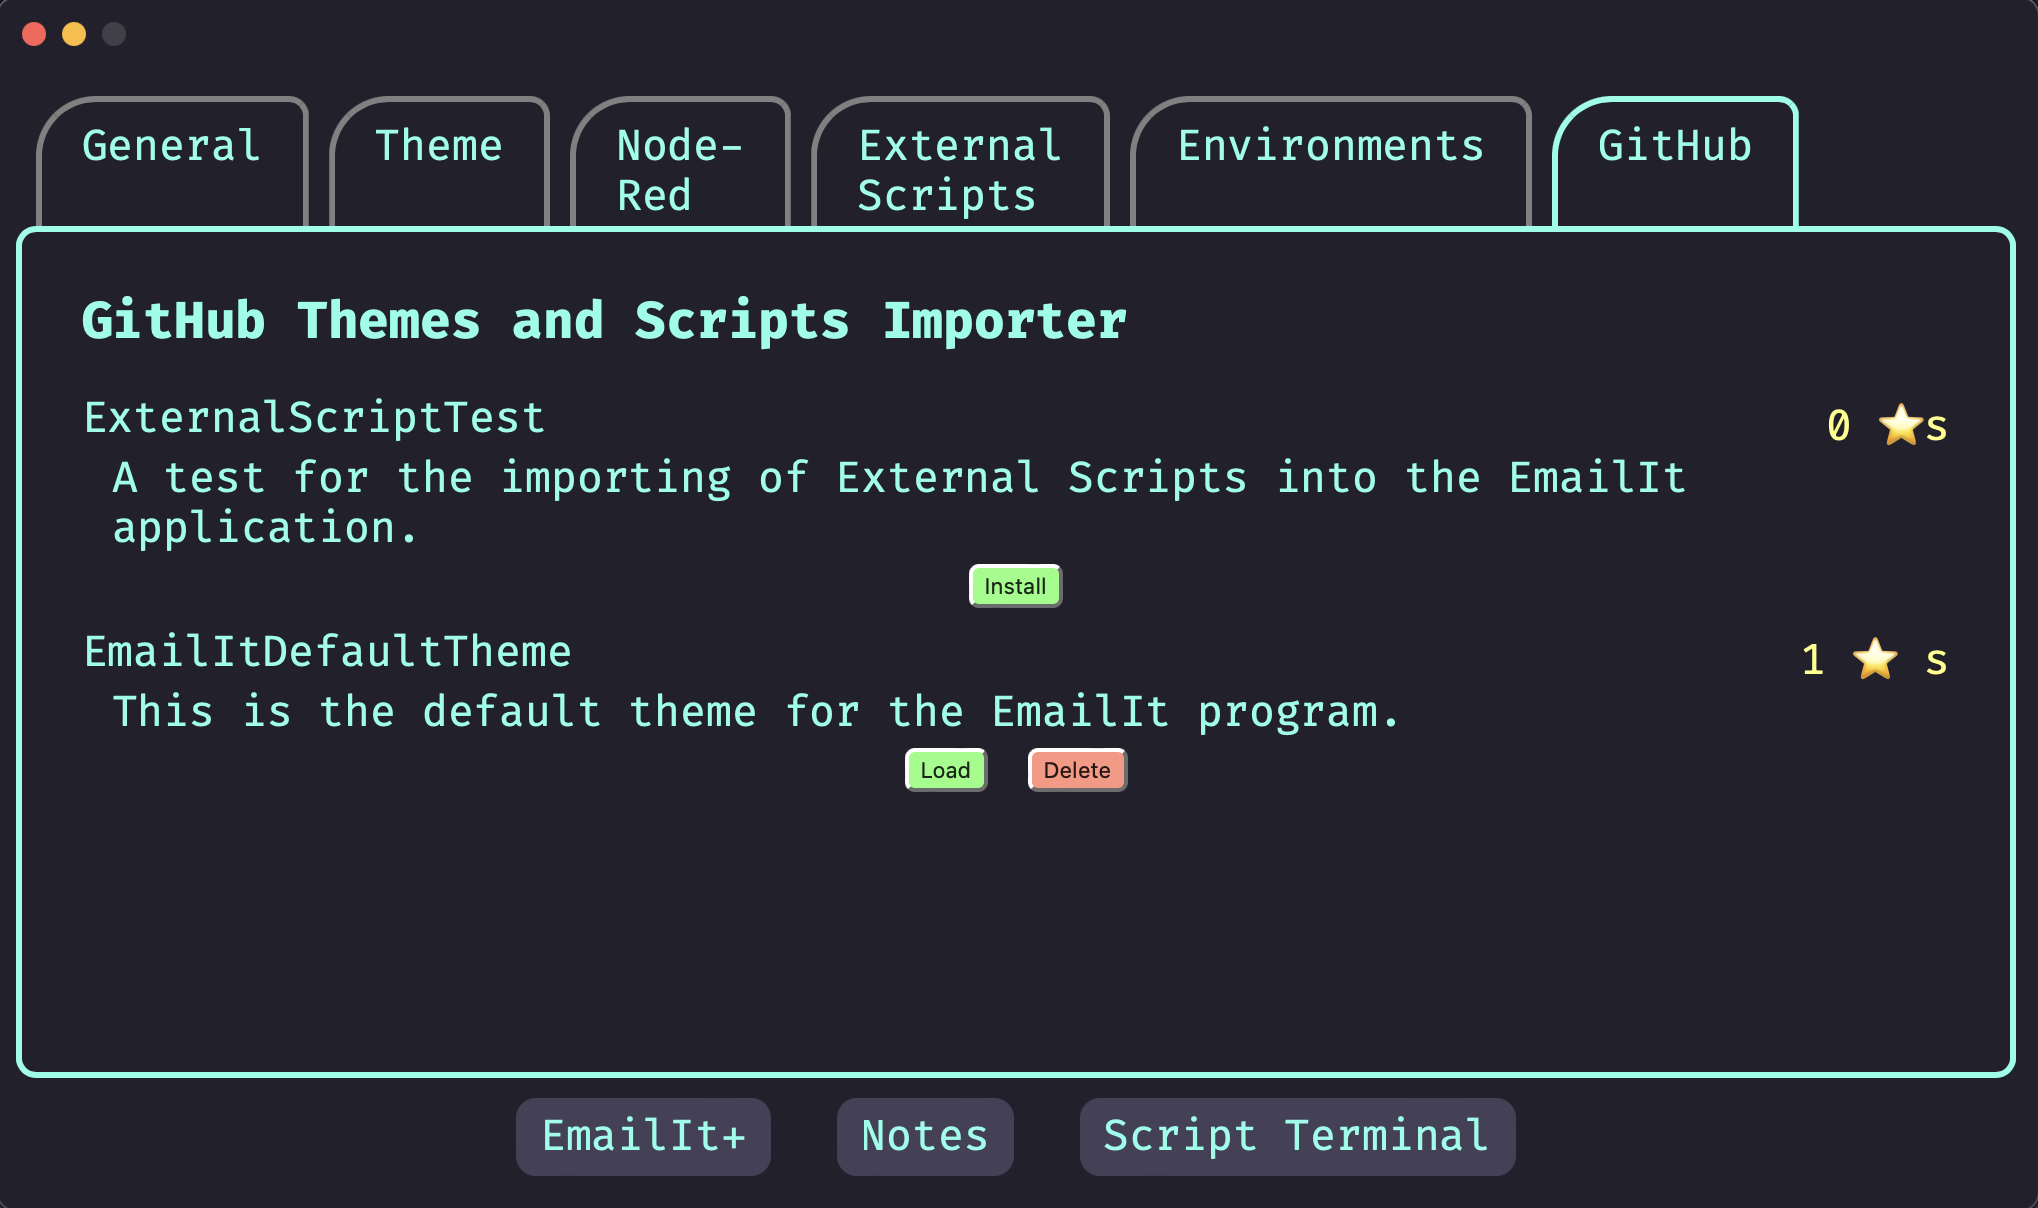 General
Theme
Node-
Red
External
Scripts
Environments
GitHub
GitHub Themes and Scripts Importer
ExternalScriptTest
0 ⭐s
A test for the importing of External Scripts into the EmailIt
application.
Install
EmailItDefaultTheme
1 ⭐ s
This is the default theme for the EmailIt program.
Load Delete
EmailIt+ Notes Script Terminal